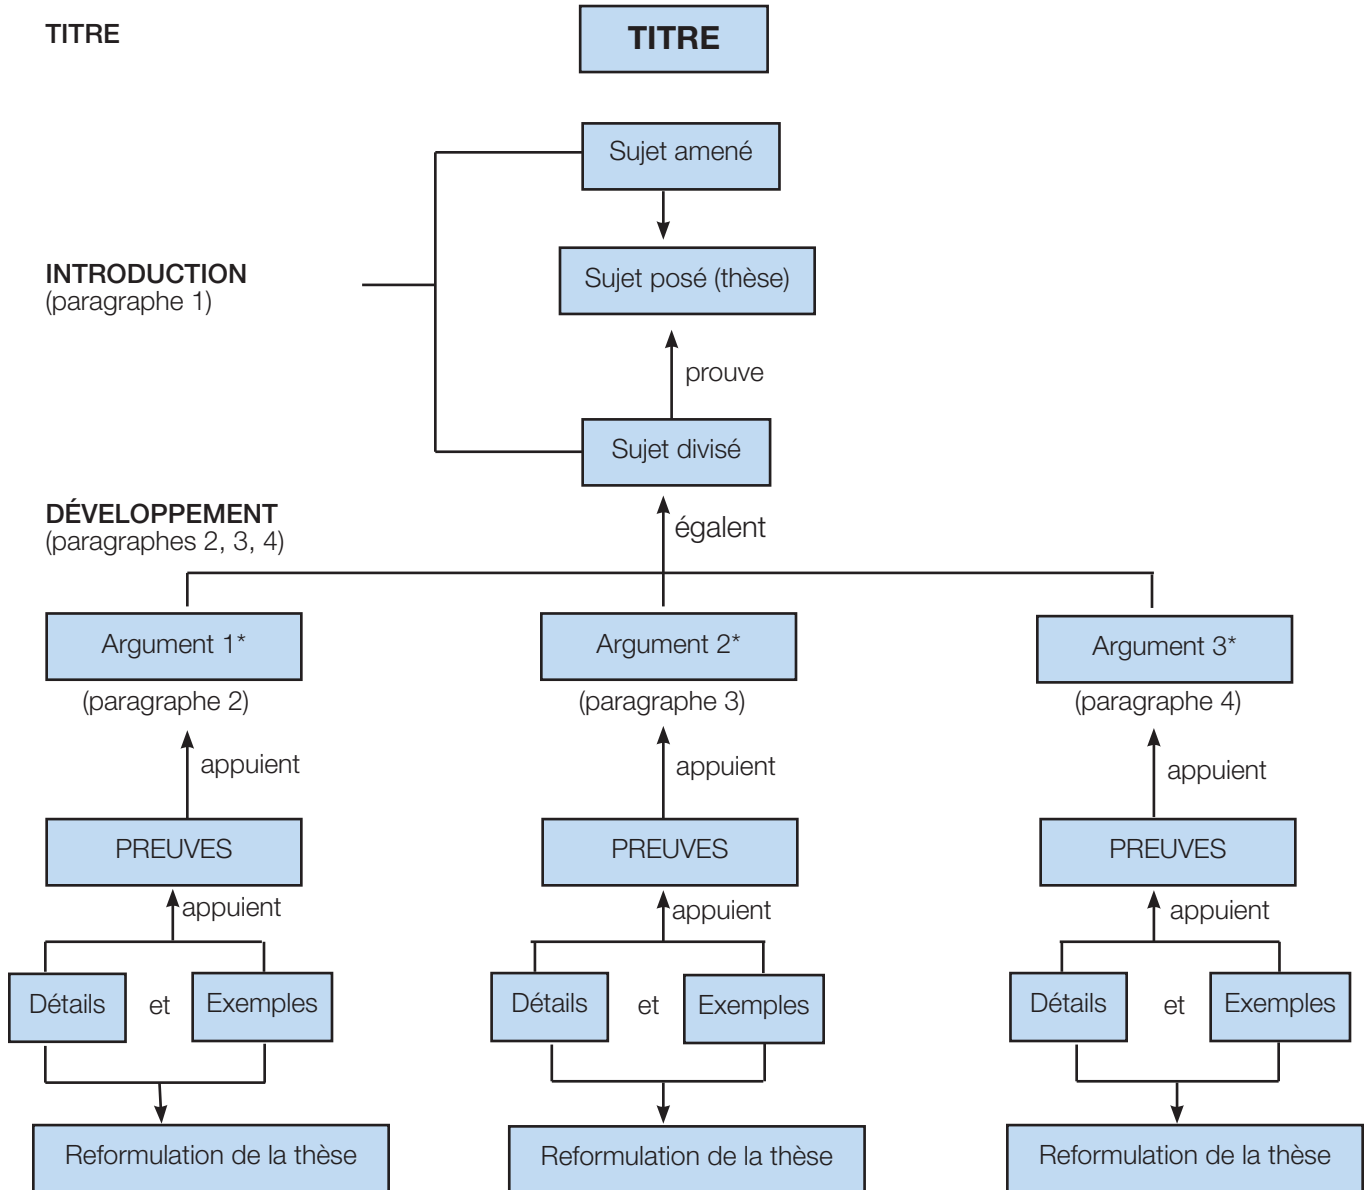 TITRE
TITRE
Sujet amené
INTRODUCTION
(paragraphe 1)
Sujet posé (thèse)
prouve
Sujet divisé
DÉVELOPPEMENT
(paragraphes 2, 3, 4)
égalent
Argument 1*
Argument 2*
Argument 3*
(paragraphe 2)
(paragraphe 3)
(paragraphe 4)
appuient
appuient
appuient
PREUVES
PREUVES
PREUVES
appuient
appuient
appuient
Détails et Exemples
Détails et Exemples
Détails et Exemples
Reformulation de la thèse
Reformulation de la thèse
Reformulation de la thèse